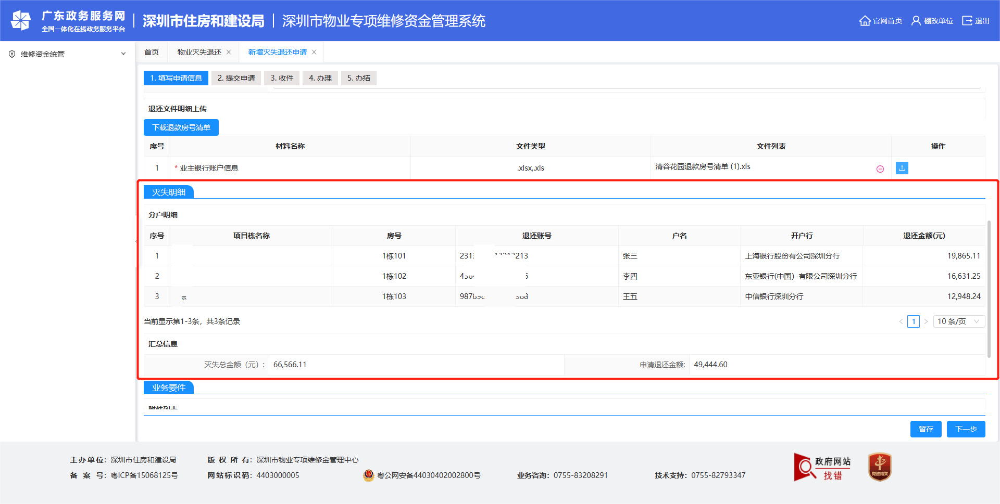 广东政务服务网
全国一体化在线政务服务平台
深圳市住房和建设局
深圳市物业专项维修资金管理系统
官网首页 棚改单位 退出
维修资金统管
首页 物业灭失退还 新增灭失退还申请
1. 填写申请信息 2. 提交申请 3. 收件 4. 办理 5. 办结
退还文件明细上传
下载退款房号清单
序号 材料名称 文件类型 文件列表 操作
1 * 业主银行账户信息 .xlsx,.xls 清谷花园退款房号清单 (1).xls
灭失明细
分户明细
序号 项目栋名称 房号 退还账号 户名 开户行 退还金额(元)
1 1栋101 231 213 张三 上海银行股份有公司深圳分行 19,865.11
2 1栋102 李四 东亚银行(中国）有限公司深圳分行 16,631.25
3 1栋103 987 王五 中信银行深圳分行 12,948.24
当前显示第1-3条，共3条记录
1 10 条/页
汇总信息
灭失总金额（元）: 66,566.11 申请退还金额: 49,444.60
业务要件
附件列表
暂存 下一步
主办单位：深圳市住房和建设局 版权所有：深圳市物业专项维修金管理中心
备案号：粤ICP备15068125号 网站标识码：4403000005 粤公网安备44030402002800号 业务咨询：0755-83208291 技术支持：0755-82793347
政府网站
找错
党政机关